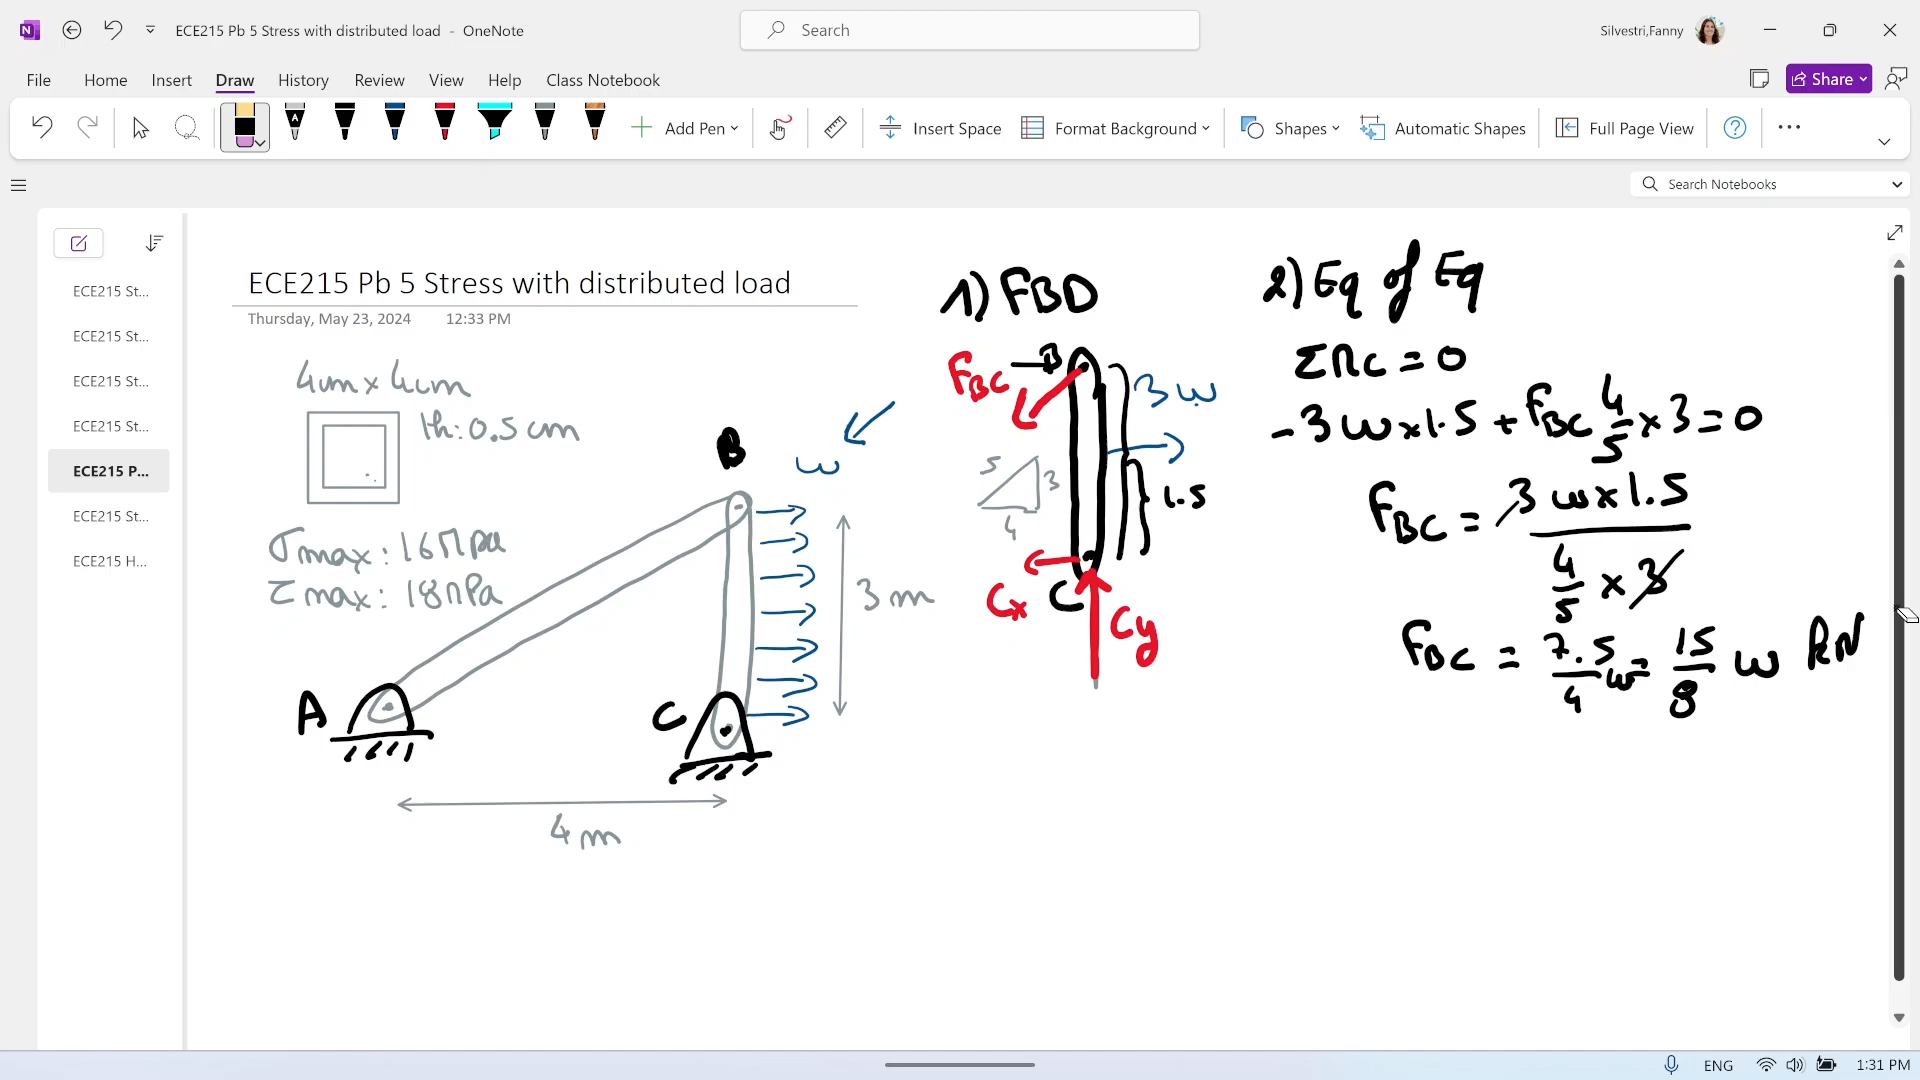 ECE215 Pb 5 Stress with distributed load - OneNote
Search
Silvestri,Fanny
File Home Insert Draw History Review View Help Class Notebook
Share
A
Add Pen
Insert Space
Format Background
Shapes
Automatic Shapes
Full Page View
Search Notebooks
ECE215 St...
ECE215 St...
ECE215 St...
ECE215 St...
ECE215 P...
ECE215 St...
ECE215 H...
ECE215 Pb 5 Stress with distributed load
Thursday, May 23, 2024 12:33 PM
4cm x 4cm
th: 0.5 cm
σmax: 16MPa
τmax: 18MPa
B
w
3 m
A
C
4 m
1) FBD
FBC
B
3 w
5
3
4
1.5
Cx
C
Cy
2) Eq of Eq
ΣMc = 0
-3 w x 1.5 + FBC 4/5 x 3 = 0
FBC = 3 w x 1.5
4/5 x 3
FBC = 7.5/4 w = 15/8 w kN
ENG
1:31 PM